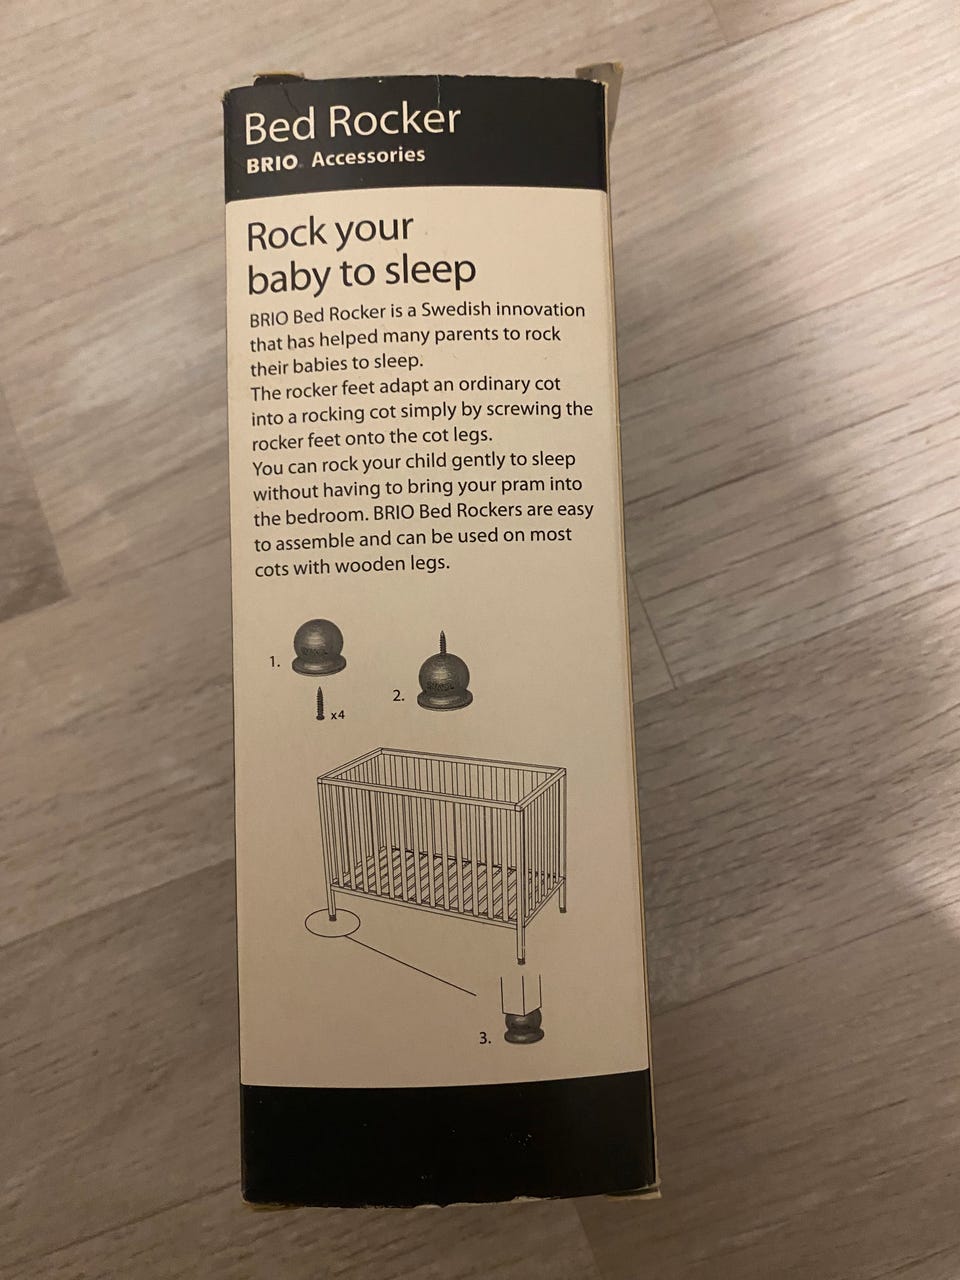 Bed Rocker
BRIO Accessories
Rock your
baby to sleep
BRIO Bed Rocker is a Swedish innovation
that has helped many parents to rock
their babies to sleep.
The rocker feet adapt an ordinary cot
into a rocking cot simply by screwing the
rocker feet onto the cot legs.
You can rock your child gently to sleep
without having to bring your pram into
the bedroom. BRIO Bed Rockers are easy
to assemble and can be used on most
cots with wooden legs.
1.
x4
2.
3.